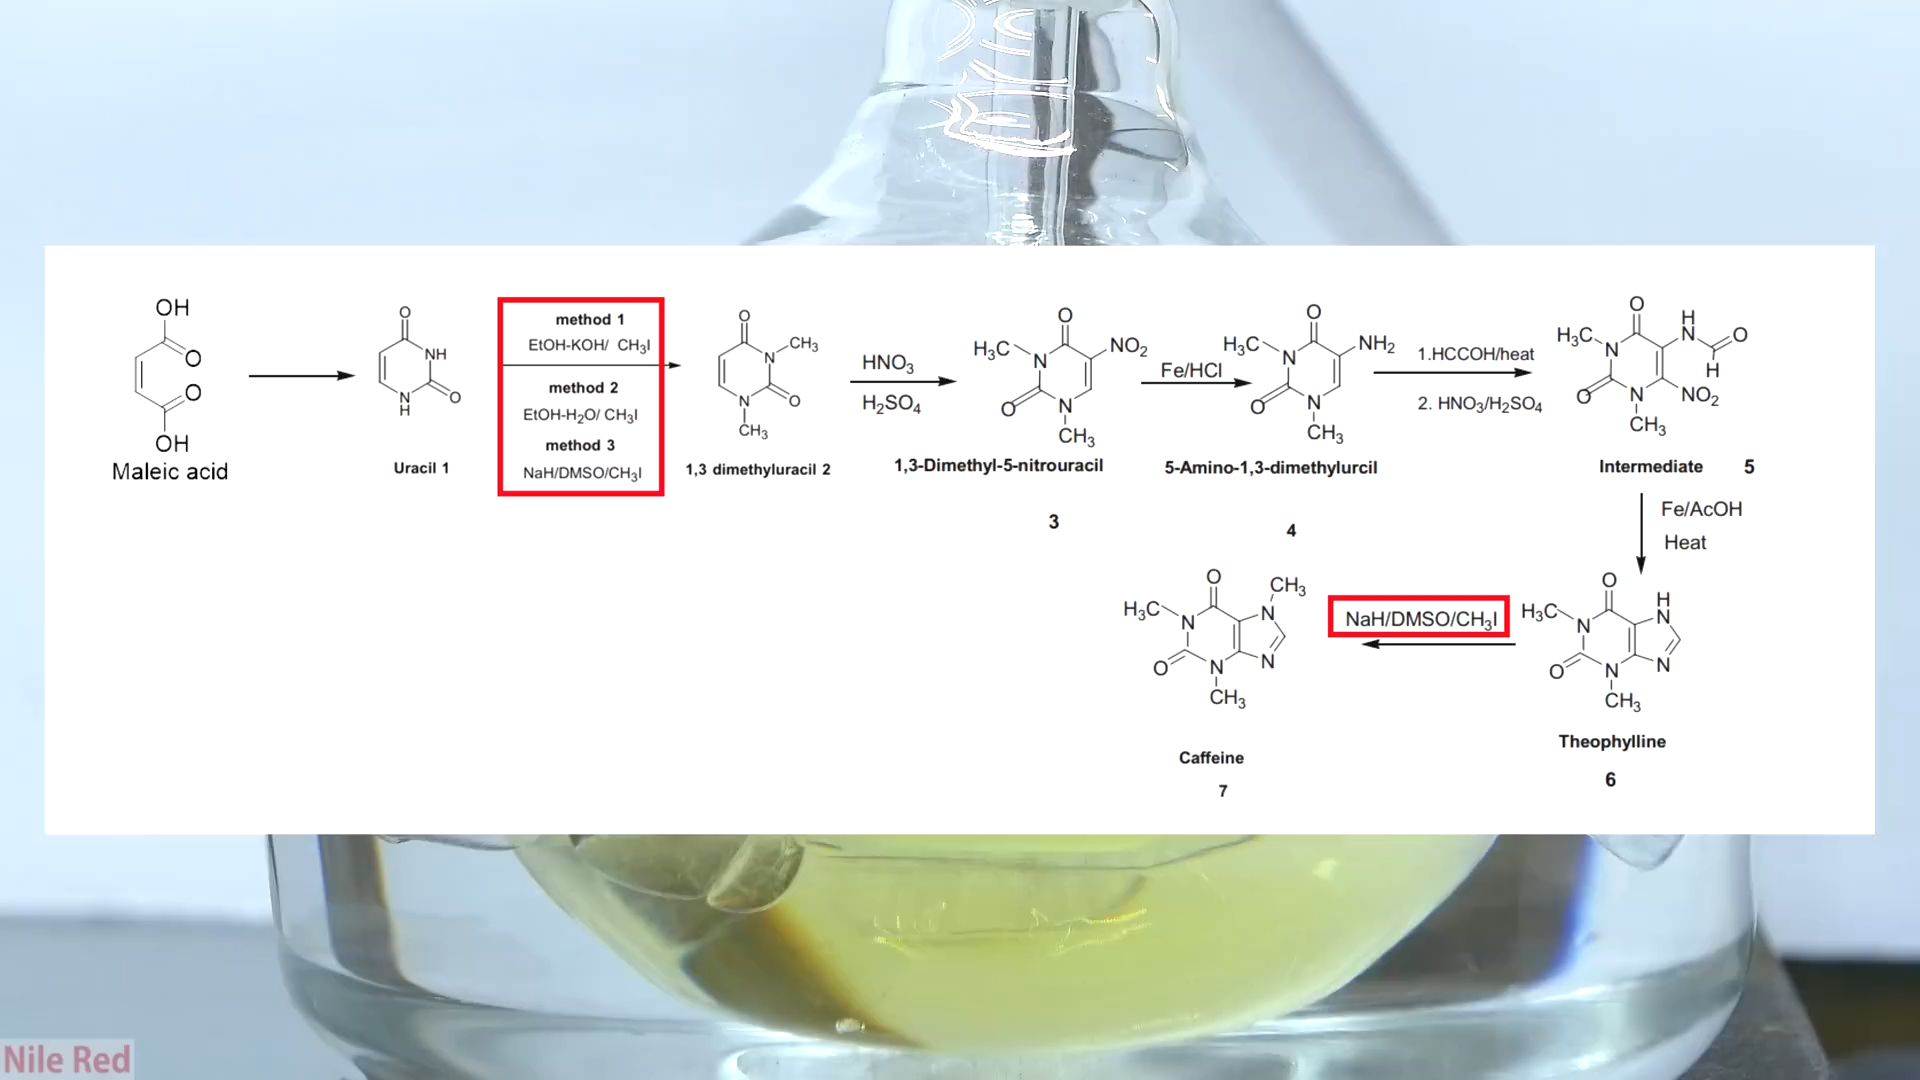 OH
O
O
OH
Maleic acid
O
NH
N
H
O
Uracil 1
method 1
EtOH-KOH/ CH3I
method 2
EtOH-H2O/ CH3I
method 3
NaH/DMSO/CH3I
O
N
CH3
N
O
CH3
1,3 dimethyluracil 2
HNO3
H2SO4
O
H3C
N
NO2
O
N
CH3
1,3-Dimethyl-5-nitrouracil
3
Fe/HCl
O
H3C
N
NH2
O
N
CH3
5-Amino-1,3-dimethylurcil
4
1.HCCOH/heat
2. HNO3/H2SO4
O
H
H3C
N
N
O
H
O
N
NO2
CH3
Intermediate 5
Fe/AcOH
Heat
O
H
H3C
N
N
O
N
N
CH3
Theophylline
6
NaH/DMSO/CH3I
O
CH3
H3C
N
N
O
N
N
CH3
Caffeine
7
Nile Red